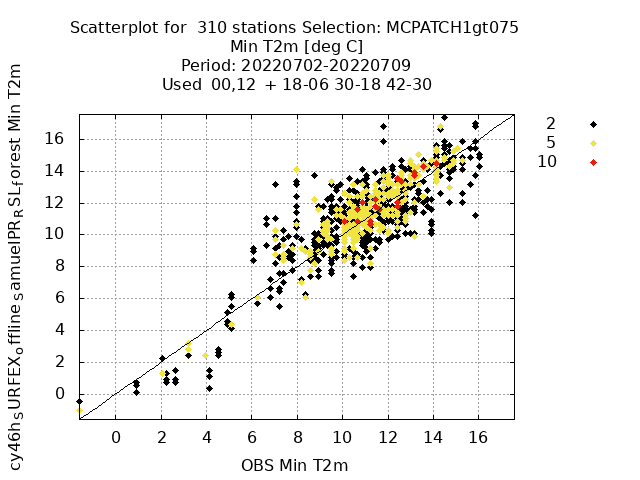 Scatterplot for  310 stations Selection: MCPATCH1gt075
Min T2m [deg C]
Period: 20220702-20220709
Used  00,12  + 18-06 30-18 42-30
cy46h_SURFEX_offline_samuelPR_RSL_forest Min T2m
16
14
12
10
8
6
4
2
0
0 2 4 6 8 10 12 14 16
OBS Min T2m
2
5
10